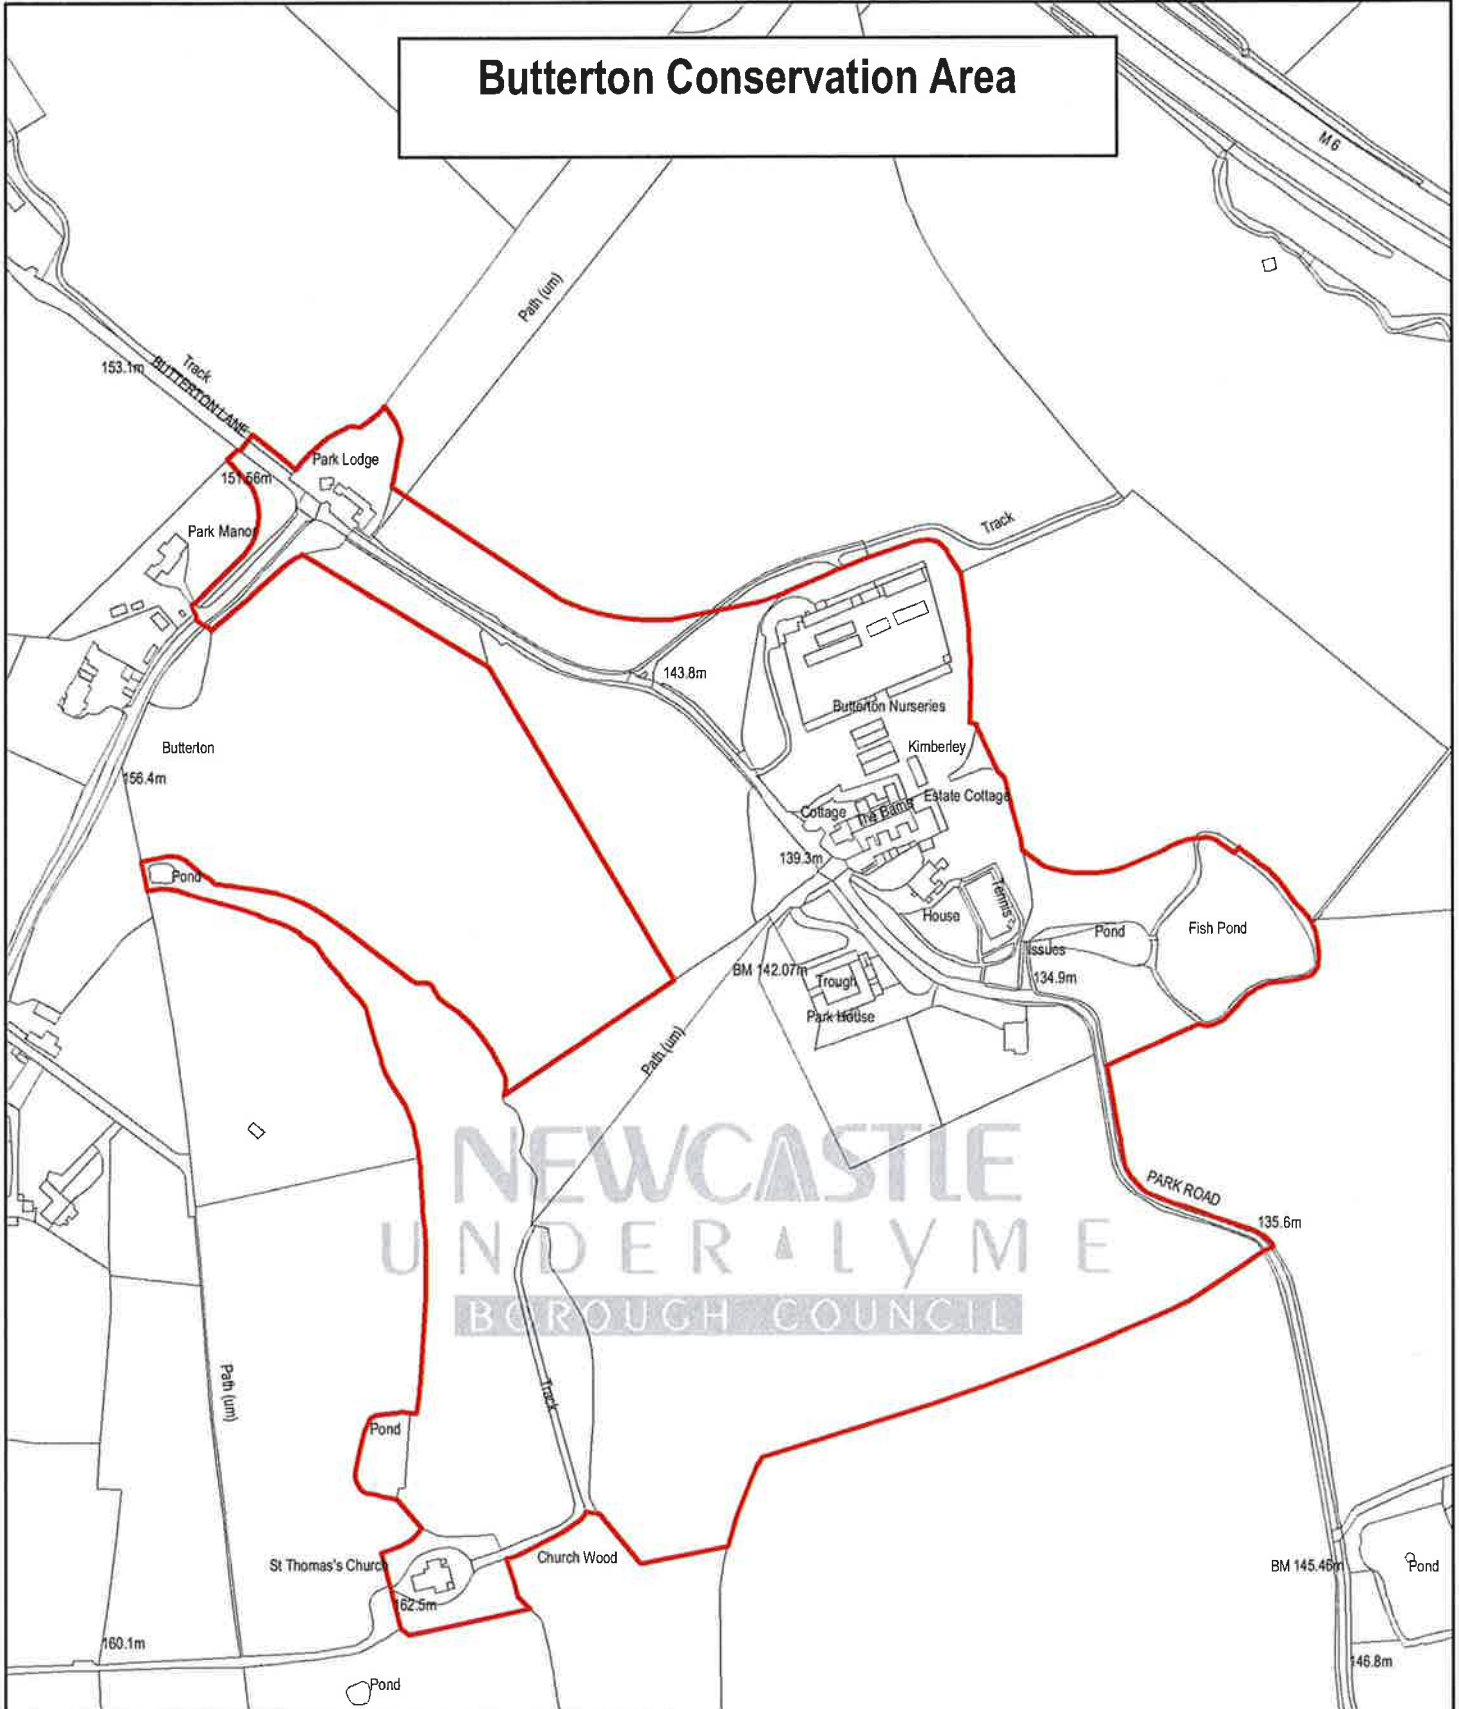 Butterton Conservation Area
M 6
Path (um)
Track
153.1m
BUTTERTON LANE
Park Lodge
151.56m
Park Manor
Track
143.8m
Butterton Nurseries
Butterton
Kimberley
156.4m
Estate Cottage
Cottage
The Barns
139.3m
Pond
Tennis
House
Pond
Fish Pond
Issues
BM 142.07m
134.9m
Trough
Park House
Path (um)
NEWCASTLE
UNDER LYME
BOROUGH COUNCIL
PARK ROAD
135.6m
Path (um)
Track
Pond
St Thomas's Church
Church Wood
BM 145.46m
Pond
162.5m
160.1m
146.8m
Pond